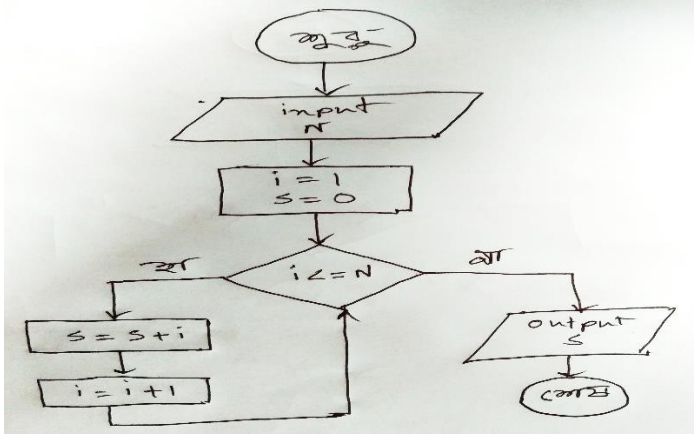 শুরু
input
N
i = 1
s = 0
i <= N
হ্যা
না
s = s + i
i = i + 1
output
s
শেষ